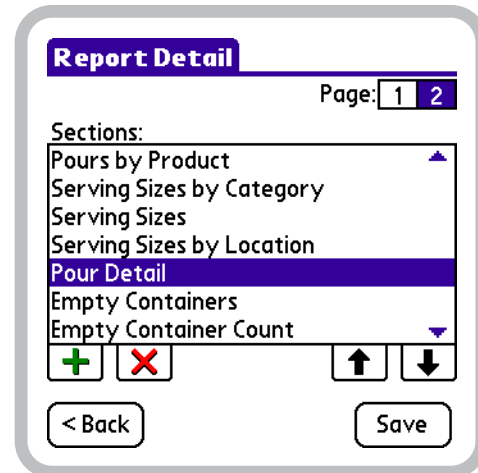 Report Detail
Page: 1 2
Sections:
Pours by Product
Serving Sizes by Category
Serving Sizes
Serving Sizes by Location
Pour Detail
Empty Containers
Empty Container Count
< Back Save